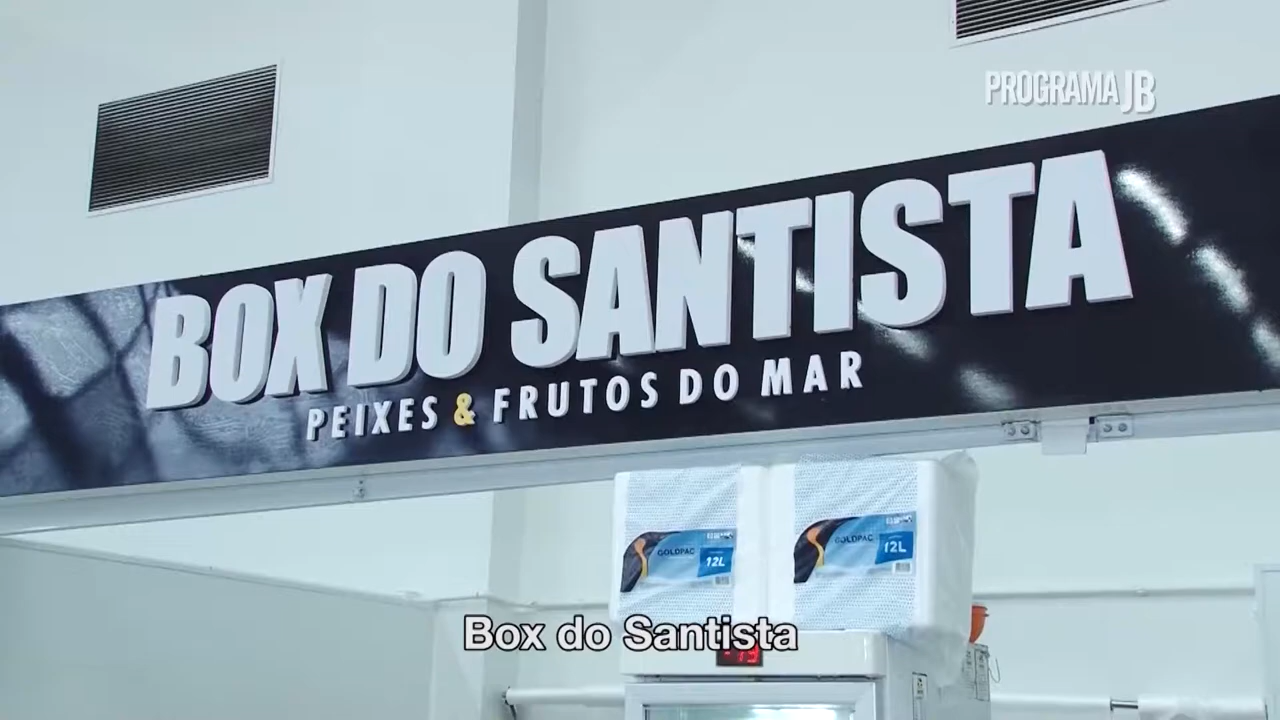 PROGRAMA JB
BOX DO SANTISTA
PEIXES & FRUTOS DO MAR
GOLDPAC
12L
GOLDPAC
12L
Box do Santista